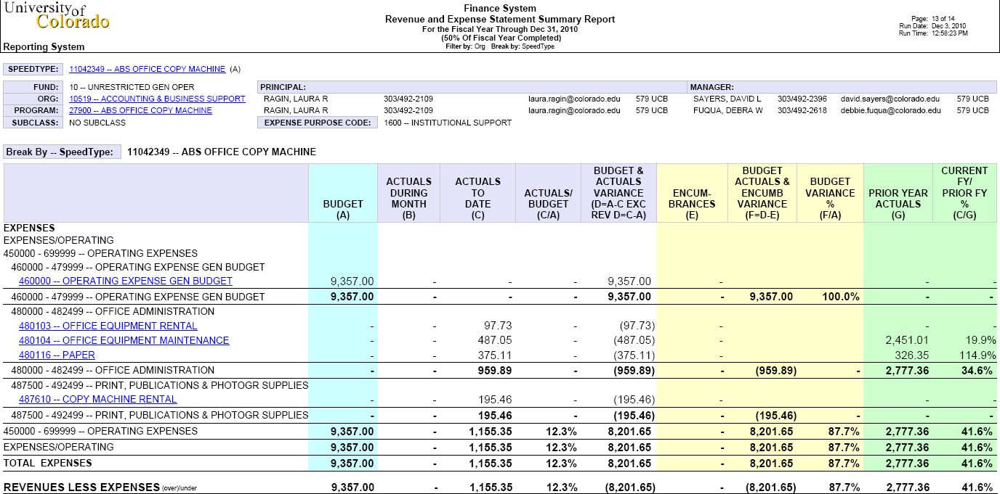 University of
Colorado
Reporting System
Finance System
Revenue and Expense Statement Summary Report
For the Fiscal Year Through Dec 31, 2010
(50% Of Fiscal Year Completed)
Filter by: Org Break by: SpeedType
Page: 13 of 14
Run Date: Dec 3, 2010
Run Time: 12:58:23 PM
SPEEDTYPE: 11042349 -- ABS OFFICE COPY MACHINE (A)
FUND: 10 -- UNRESTRICTED GEN OPER PRINCIPAL: MANAGER:
ORG: 10519 -- ACCOUNTING & BUSINESS SUPPORT RAGIN, LAURA R 303/492-2109 laura.ragin@colorado.edu 579 UCB SAYERS, DAVID L 303/492-2396 david.sayers@colorado.edu 579 UCB
PROGRAM: 27900 -- ABS OFFICE COPY MACHINE RAGIN, LAURA R 303/492-2109 laura.ragin@colorado.edu 579 UCB FUQUA, DEBRA W 303/492-2618 debbie.fuqua@colorado.edu 579 UCB
SUBCLASS: NO SUBCLASS EXPENSE PURPOSE CODE: 1600 -- INSTITUTIONAL SUPPORT
Break By -- SpeedType: 11042349 -- ABS OFFICE COPY MACHINE
BUDGET
(A)
ACTUALS
DURING
MONTH
(B)
ACTUALS
TO
DATE
(C)
ACTUALS/
BUDGET
(C/A)
BUDGET &
ACTUALS
VARIANCE
(D=A-C EXC
REV D=C-A)
ENCUM-
BRANCES
(E)
BUDGET
ACTUALS &
ENCUMB
VARIANCE
(F=D-E)
BUDGET
VARIANCE
%
(F/A)
PRIOR YEAR
ACTUALS
(G)
CURRENT
FY/
PRIOR FY
%
(C/G)
EXPENSES
EXPENSES/OPERATING
450000 - 699999 -- OPERATING EXPENSES
460000 - 479999 -- OPERATING EXPENSE GEN BUDGET
460000 -- OPERATING EXPENSE GEN BUDGET 9,357.00 - - - 9,357.00 - - -
460000 - 479999 -- OPERATING EXPENSE GEN BUDGET 9,357.00 - - - 9,357.00 - 9,357.00 100.0% - -
480000 - 482499 -- OFFICE ADMINISTRATION
480103 -- OFFICE EQUIPMENT RENTAL - - 97.73 - (97.73) - - -
480104 -- OFFICE EQUIPMENT MAINTENANCE - - 487.05 - (487.05) - 2,451.01 19.9%
480116 -- PAPER - - 375.11 - (375.11) - 326.35 114.9%
480000 - 482499 -- OFFICE ADMINISTRATION - - 959.89 - (959.89) - (959.89) - 2,777.36 34.6%
487500 - 492499 -- PRINT, PUBLICATIONS & PHOTOGR SUPPLIES
487610 -- COPY MACHINE RENTAL - - 195.46 - (195.46) - - -
487500 - 492499 -- PRINT, PUBLICATIONS & PHOTOGR SUPPLIES - - 195.46 - (195.46) - (195.46) - - -
450000 - 699999 -- OPERATING EXPENSES 9,357.00 - 1,155.35 12.3% 8,201.65 - 8,201.65 87.7% 2,777.36 41.6%
EXPENSES/OPERATING 9,357.00 - 1,155.35 12.3% 8,201.65 - 8,201.65 87.7% 2,777.36 41.6%
TOTAL EXPENSES 9,357.00 - 1,155.35 12.3% 8,201.65 - 8,201.65 87.7% 2,777.36 41.6%
REVENUES LESS EXPENSES (over)/under 9,357.00 - 1,155.35 12.3% (8,201.65) - (8,201.65) 87.7% 2,777.36 41.6%